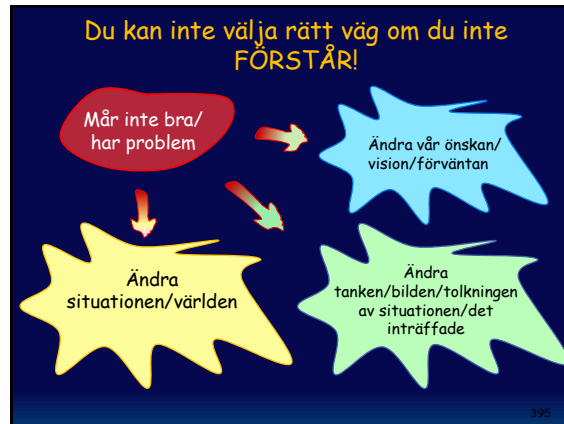 Du kan inte välja rätt väg om du inte
FÖRSTÅR!
Mår inte bra/
har problem
Ändra vår önskan/
vision/förväntan
Ändra
situationen/världen
Ändra
tanken/bilden/tolkningen
av situationen/det
inträffade
395